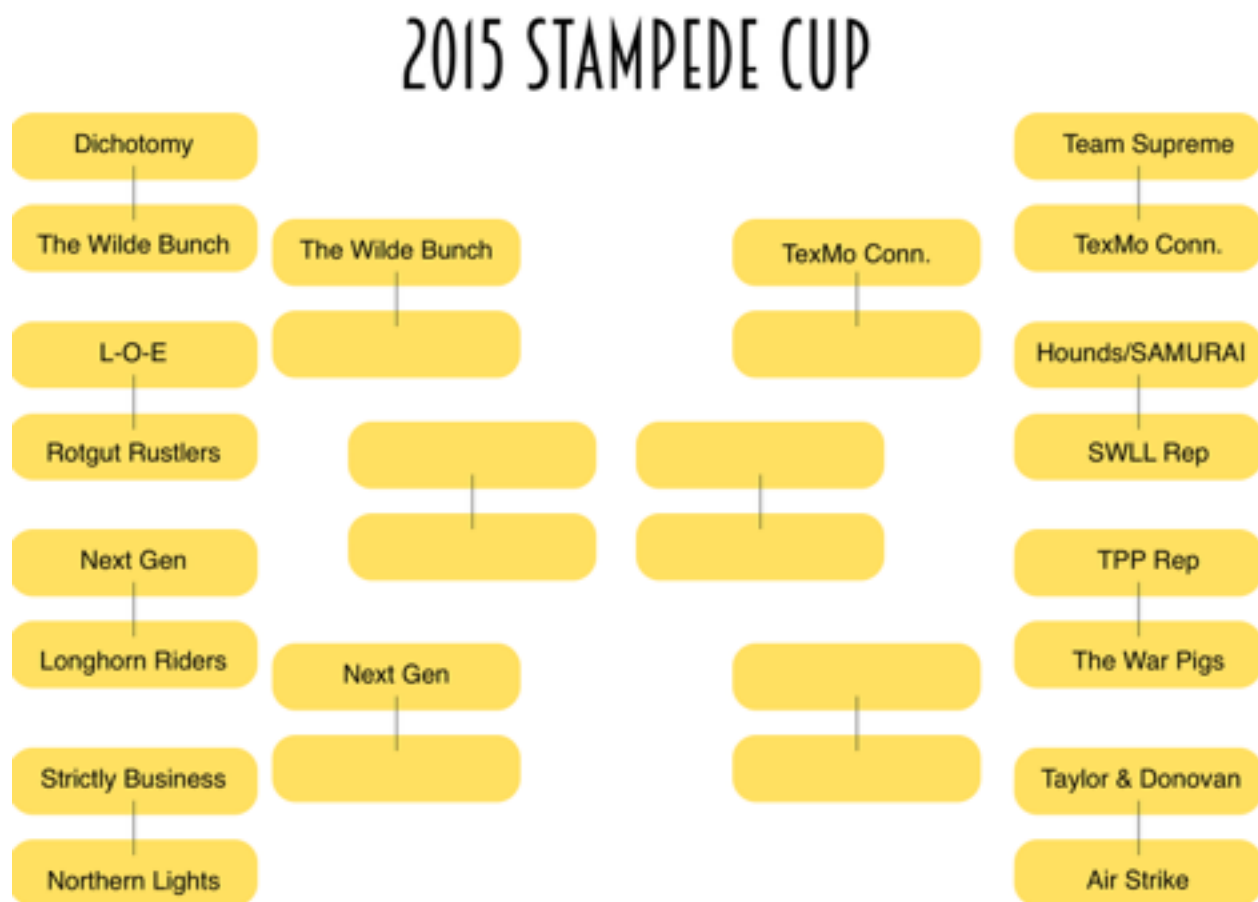 2015 STAMPEDE CUP
Dichotomy
The Wilde Bunch
L-O-E
Rotgut Rustlers
Next Gen
Longhorn Riders
Strictly Business
Northern Lights
The Wilde Bunch
Next Gen
TexMo Conn.
Team Supreme
TexMo Conn.
Hounds/SAMURAI
SWLL Rep
TPP Rep
The War Pigs
Taylor & Donovan
Air Strike